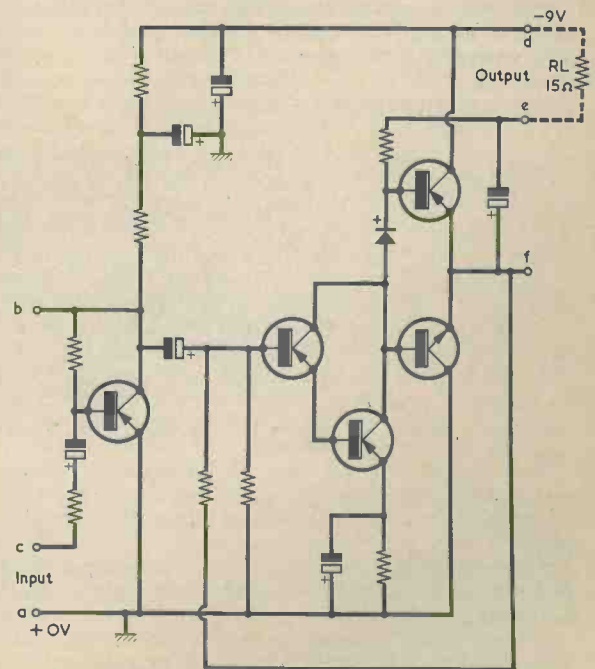 -9V
d
Output
RL
15Ω
e
+
+
+
f
b
+
+
+
c
Input
a
+0V
+